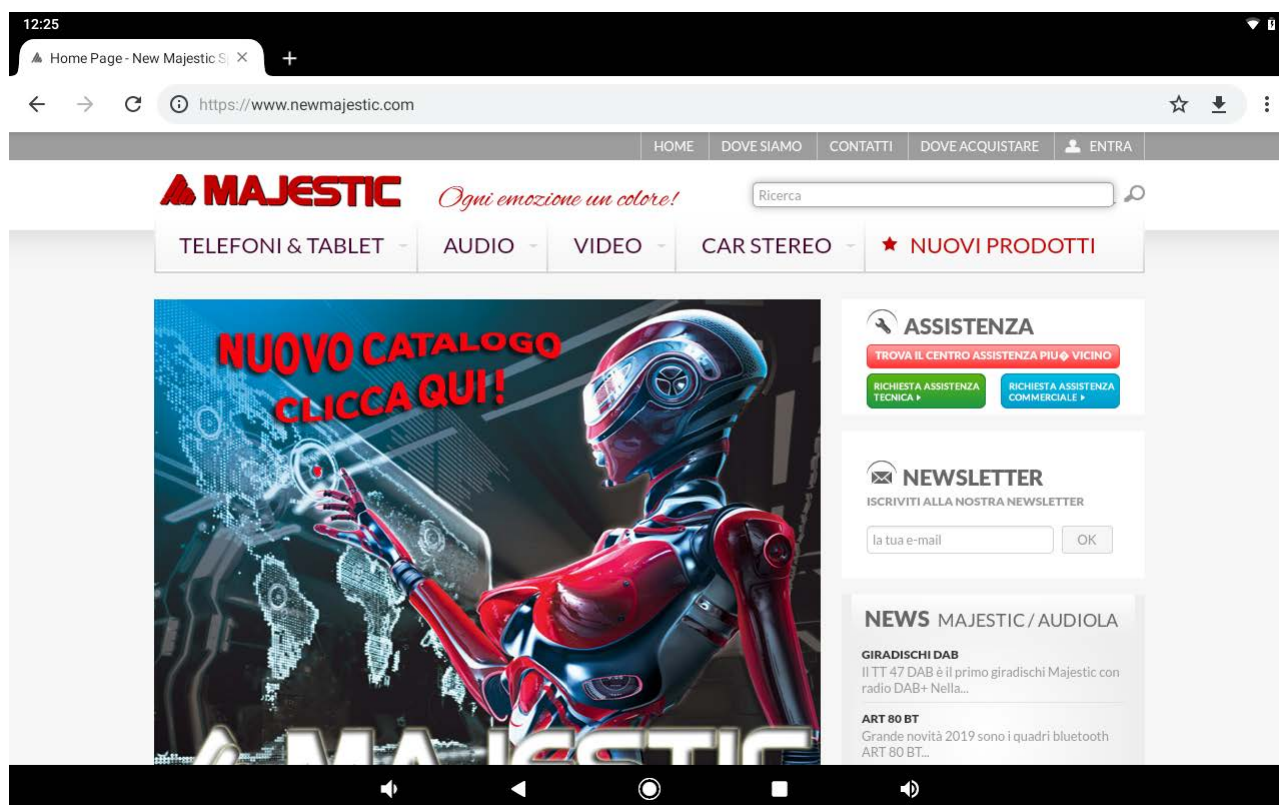 12:25
Home Page - New Majestic S
https://www.newmajestic.com
HOME DOVE SIAMO CONTATTI DOVE ACQUISTARE ENTRA
MAJESTIC Ogni emozione un colore! Ricerca
TELEFONI & TABLET AUDIO VIDEO CAR STEREO NUOVI PRODOTTI
NUOVO CATALOGO
CLICCA QUI !
MAJESTIC
ASSISTENZA
TROVA IL CENTRO ASSISTENZA PIU� VICINO
RICHIESTA ASSISTENZA
TECNICA
RICHIESTA ASSISTENZA
COMMERCIALE
NEWSLETTER
ISCRIVITI ALLA NOSTRA NEWSLETTER
la tua e-mail OK
NEWS MAJESTIC / AUDIOLA
GIRADISCHI DAB
Il TT 47 DAB è il primo giradischi Majestic con
radio DAB+ Nella...
ART 80 BT
Grande novità 2019 sono i quadri bluetooth
ART 80 BT...